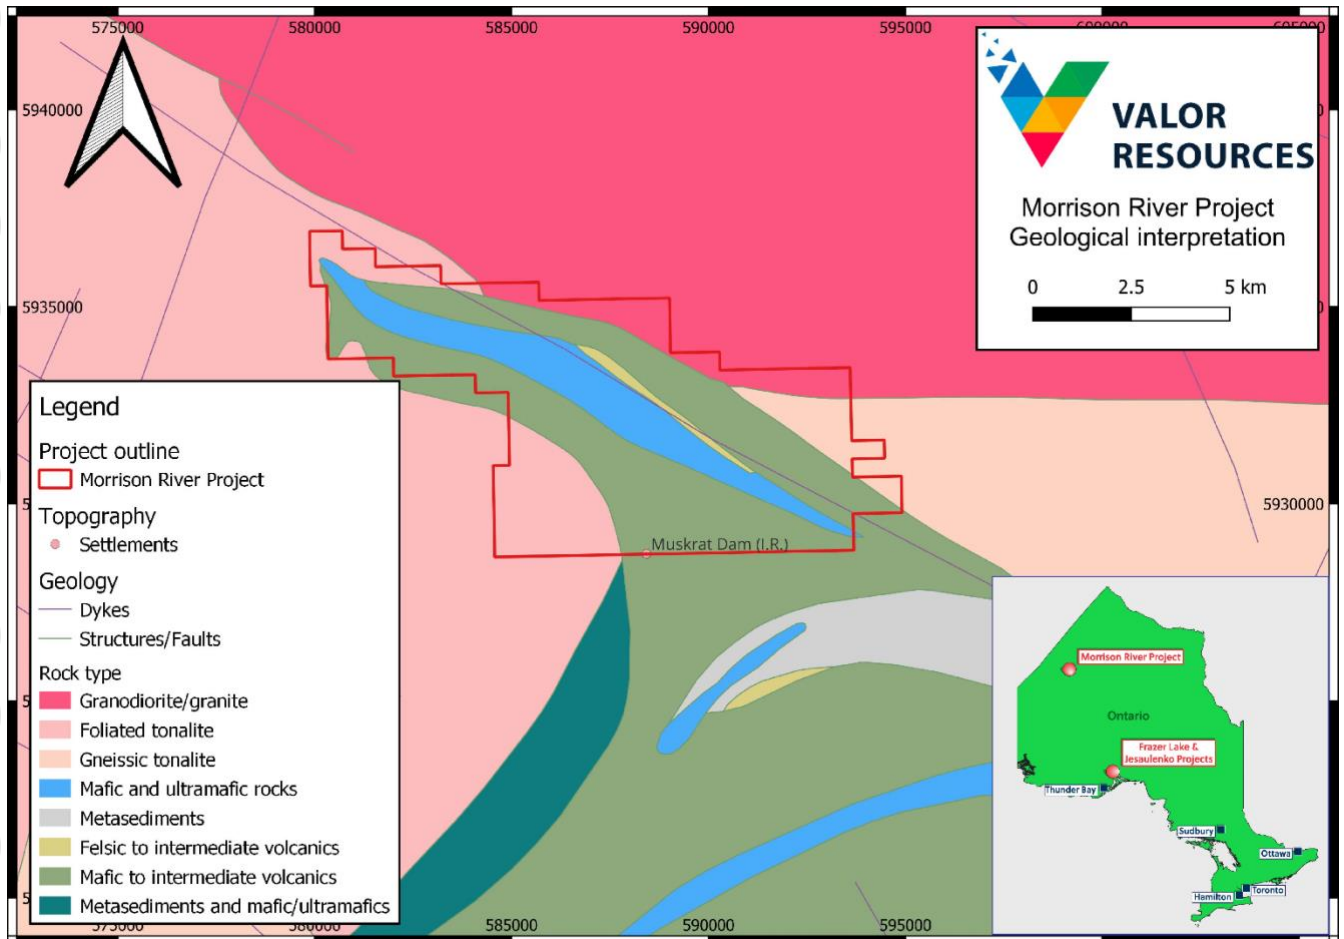 575000 580000 585000 590000 595000 600000 605000
5940000
5935000
5930000
VALOR
RESOURCES
Morrison River Project
Geological interpretation
0 2.5 5 km
Legend
Project outline
Morrison River Project
Topography
Settlements
Geology
Dykes
Structures/Faults
Rock type
Granodiorite/granite
Foliated tonalite
Gneissic tonalite
Mafic and ultramafic rocks
Metasediments
Felsic to intermediate volcanics
Mafic to intermediate volcanics
Metasediments and mafic/ultramafics
Muskrat Dam (I.R.)
Morrison River Project
Ontario
Frazer Lake &
Jesaulenko Projects
Thunder Bay
Sudbury
Ottawa
Toronto
Hamilton
575000 580000 585000 590000 595000